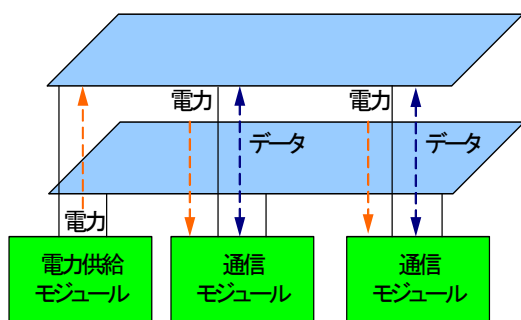 電力
電力
データ
データ
電力
電力供給
モジュール
通信
モジュール
通信
モジュール